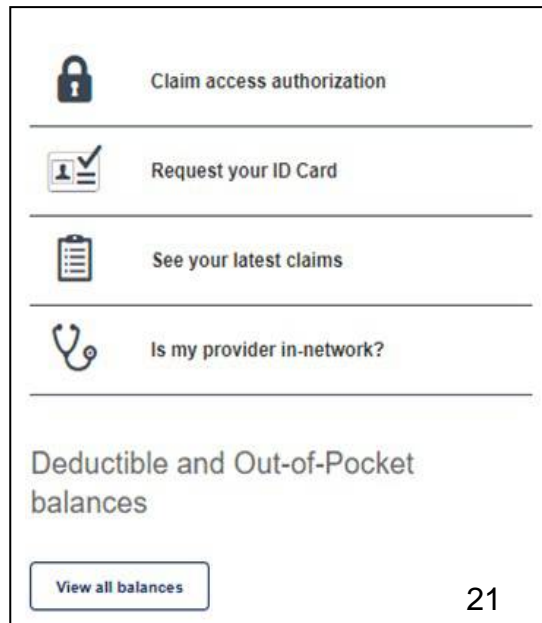 Claim access authorization
Request your ID Card
See your latest claims
Is my provider in-network?
Deductible and Out-of-Pocket
balances
View all balances
21